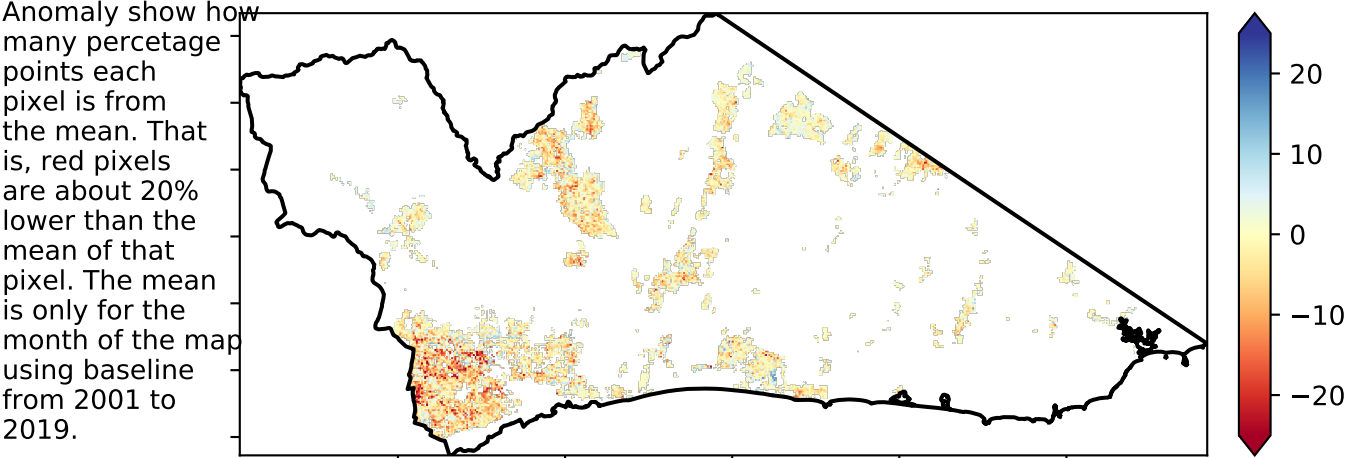 Anomaly show how
many percetage
points each
pixel is from
the mean. That
is, red pixels
are about 20%
lower than the
mean of that
pixel. The mean
is only for the
month of the map
using baseline
from 2001 to
2019.
20
10
0
−10
−20